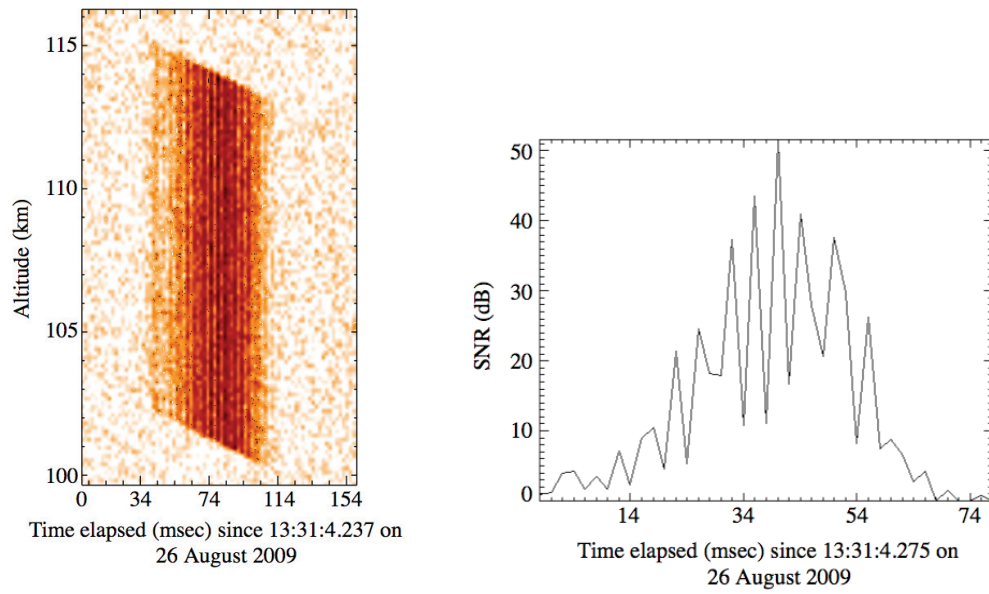 115
110
105
100
Altitude (km)
0 34 74 114 154
Time elapsed (msec) since 13:31:4.237 on
26 August 2009
50
40
30
20
10
0
SNR (dB)
14 34 54 74
Time elapsed (msec) since 13:31:4.275 on
26 August 2009